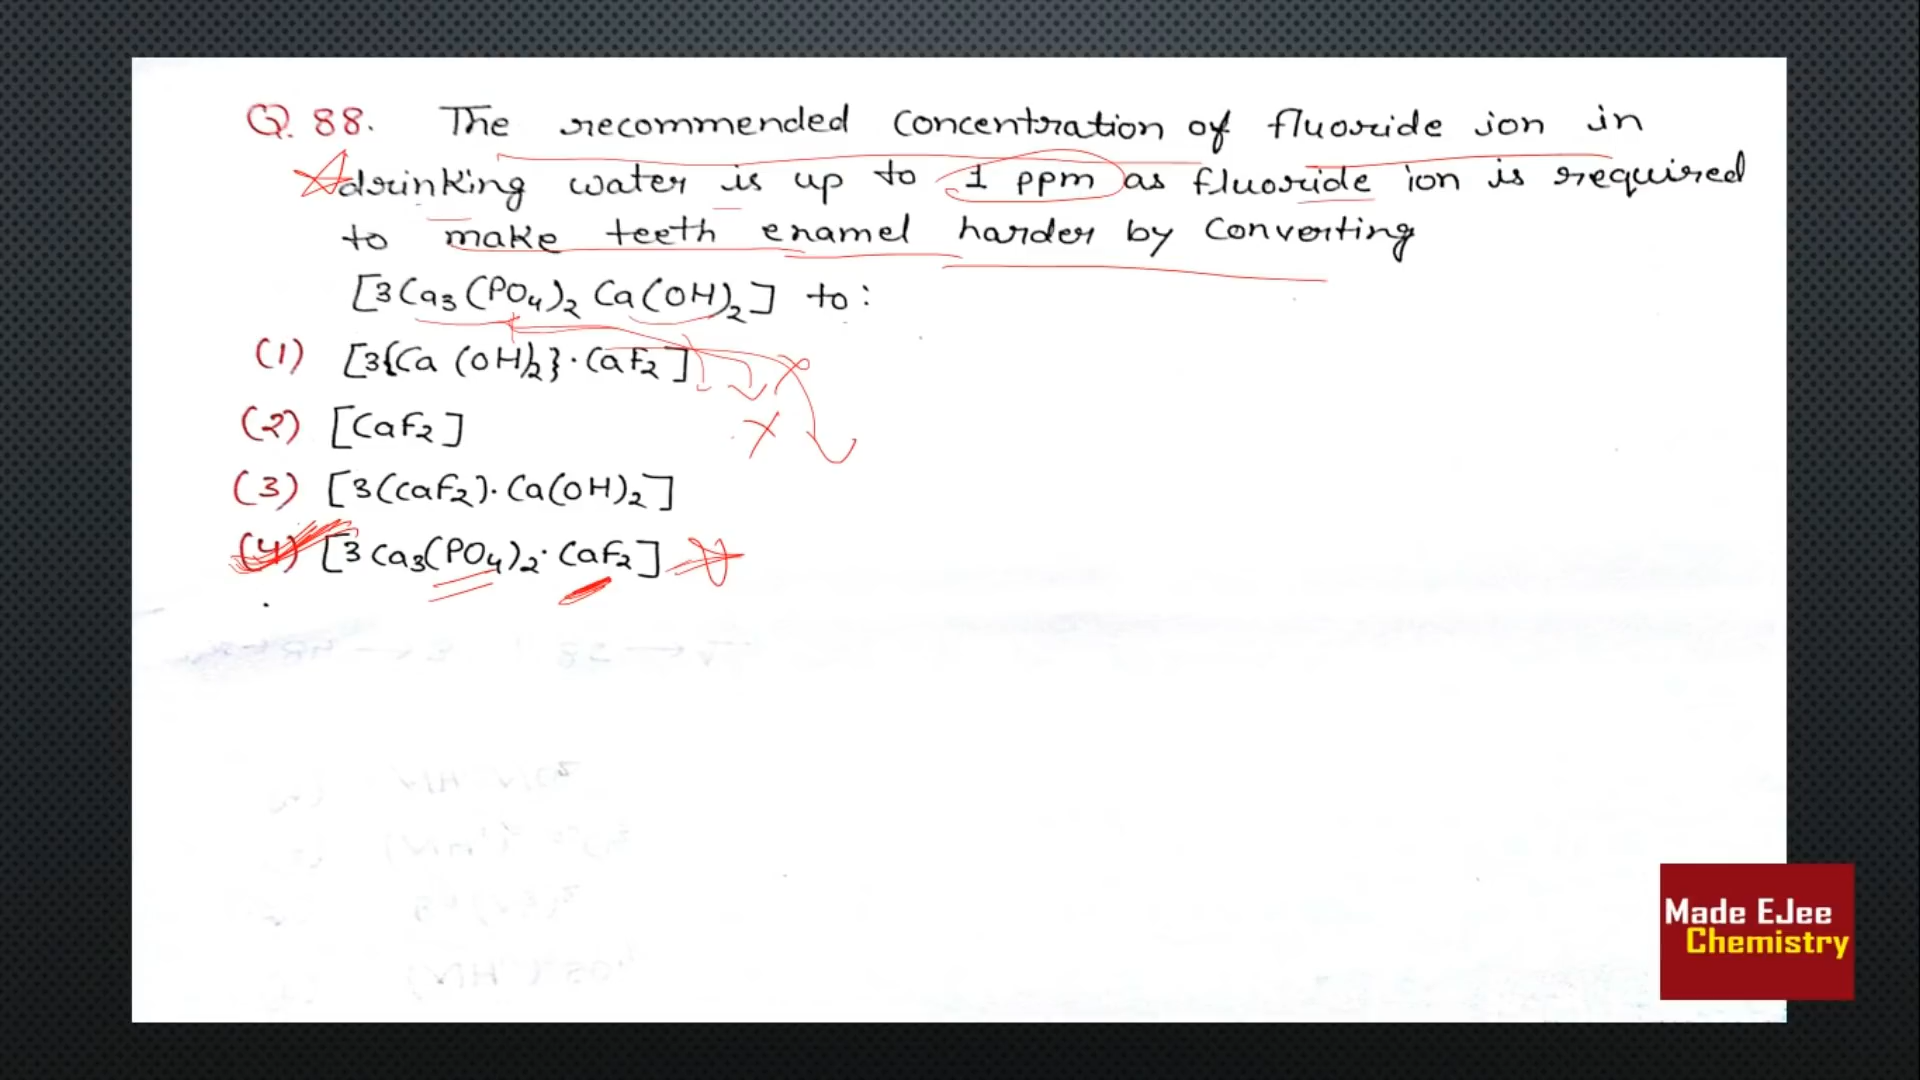 Q. 88. The recommended concentration of fluoride ion in
drinking water is up to 1 ppm as fluoride ion is required
to make teeth enamel harder by converting
[3Ca₃(PO₄)₂ Ca(OH)₂] to:
(1) [3{Ca (OH)₂}·CaF₂]
(2) [CaF₂]
(3) [3(CaF₂)·Ca(OH)₂]
(4) [3Ca₃(PO₄)₂·CaF₂]
Made EJee
Chemistry